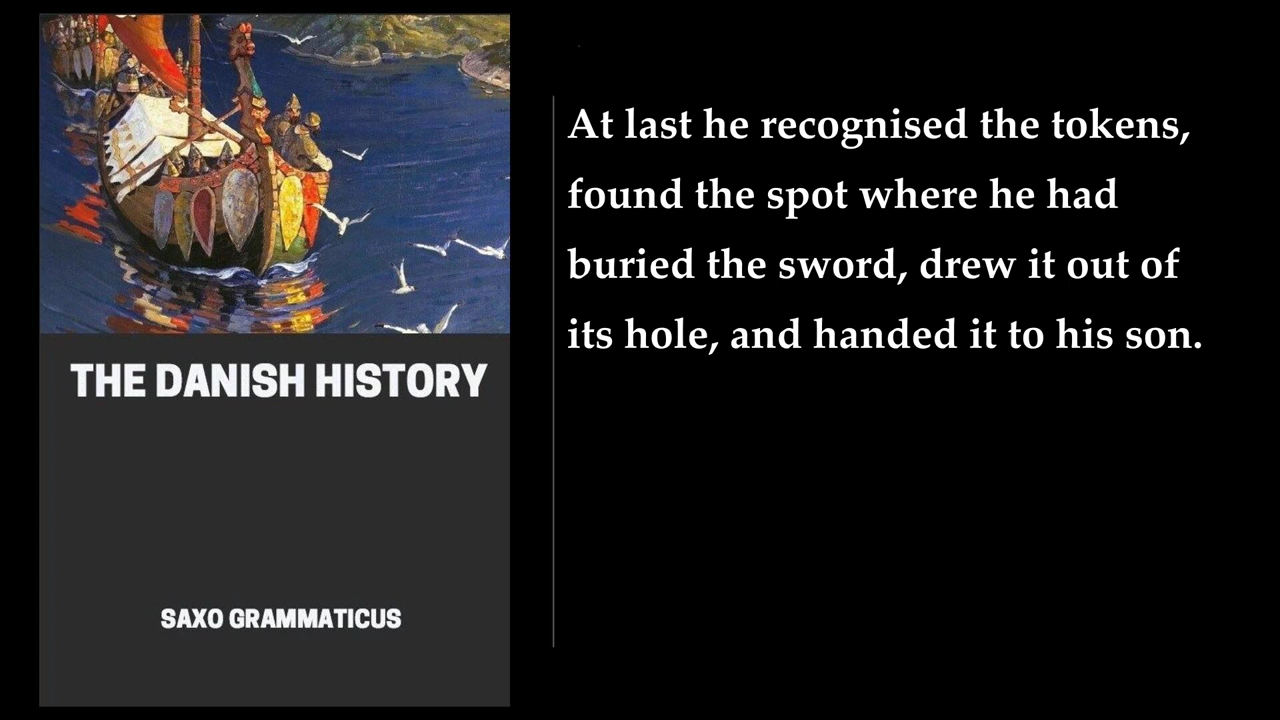 THE DANISH HISTORY
SAXO GRAMMATICUS
At last he recognised the tokens,
found the spot where he had
buried the sword, drew it out of
its hole, and handed it to his son.